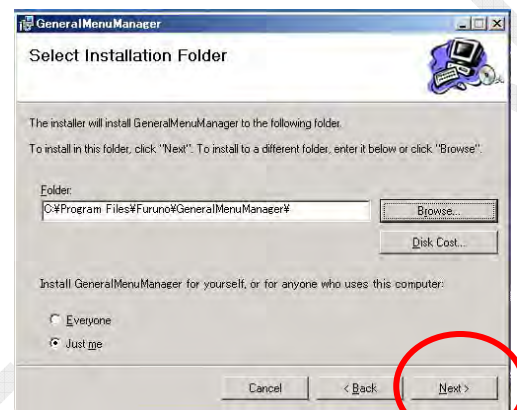 GeneralMenuManager
Select Installation Folder
The installer will install GeneralMenuManager to the following folder.
To install in this folder, click "Next". To install to a different folder, enter it below or click "Browse".
Folder:
C:¥Program Files¥Furuno¥GeneralMenuManager¥
Browse...
Disk Cost...
Install GeneralMenuManager for yourself, or for anyone who uses this computer:
Everyone
Just me
Cancel
< Back
Next >